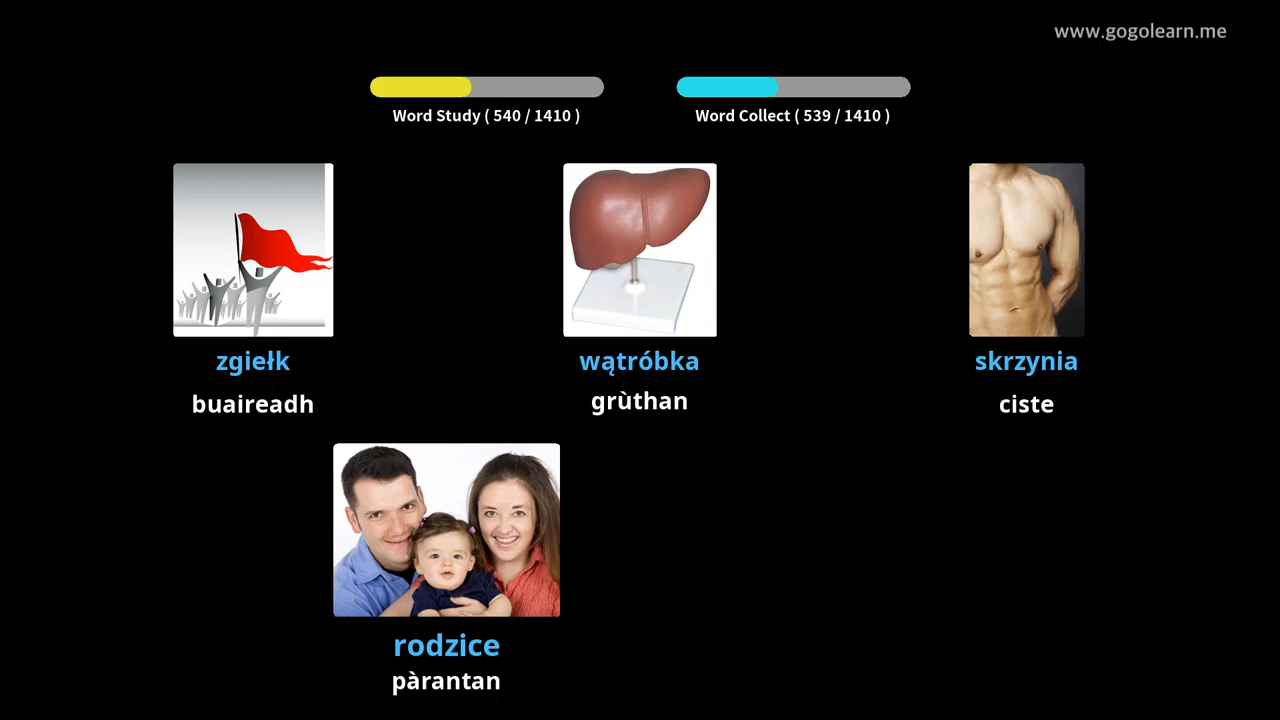 www.gogolearn.me
Word Study ( 540 / 1410 )
Word Collect ( 539 / 1410 )
zgiełk
buaireadh
wątróbka
grùthan
skrzynia
ciste
rodzice
pàrantan